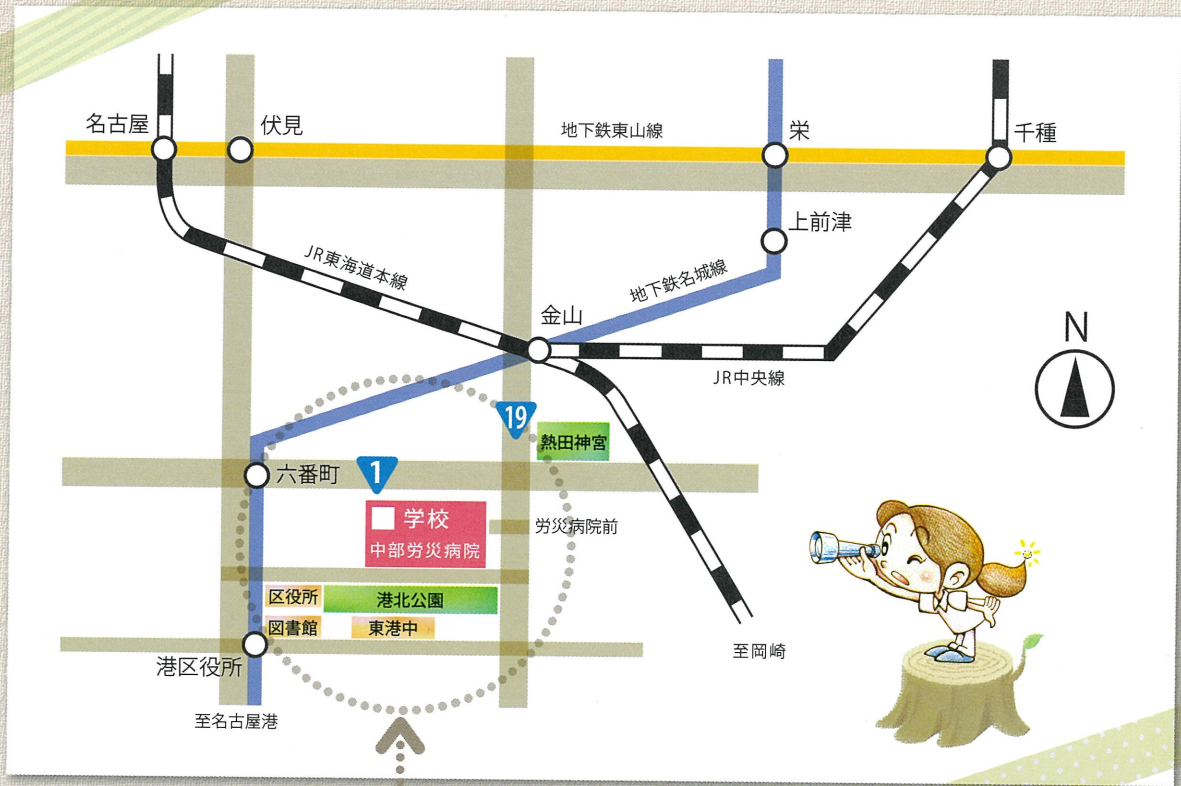 名古屋
伏見
地下鉄東山線
栄
千種
上前津
JR東海道本線
地下鉄名城線
金山
N
JR中央線
19
熱田神宮
六番町
1
学校
中部労災病院
労災病院前
区役所
港北公園
図書館
東港中
港区役所
至岡崎
至名古屋港